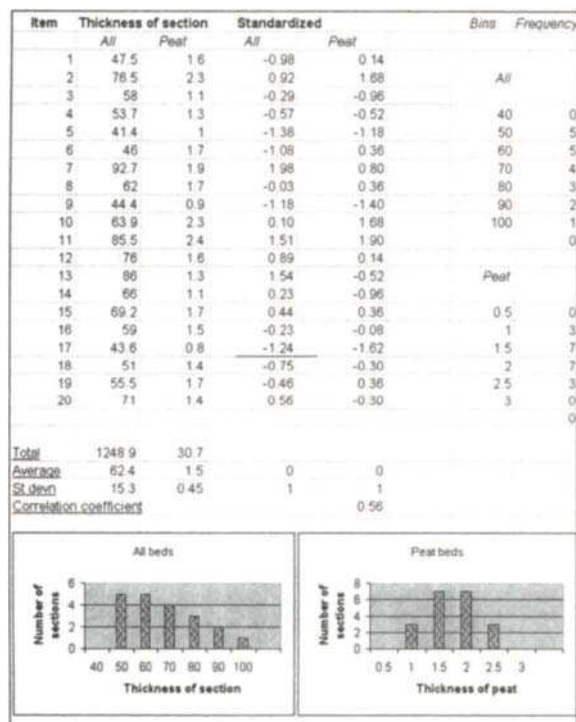 Item Thickness of section Standardized Bins Frequency
All Peat All Peat
1 47.5 1.6 -0.98 0.14
2 76.5 2.3 0.92 1.68 All
3 58 1.1 -0.29 -0.96
4 53.7 1.3 -0.57 -0.52 40 0
5 41.4 1 -1.38 -1.18 50 5
6 46 1.7 -1.08 0.36 60 5
7 92.7 1.9 1.98 0.80 70 4
8 62 1.7 -0.03 0.36 80 3
9 44.4 0.9 -1.18 -1.40 90 2
10 63.9 2.3 0.10 1.68 100 1
11 85.5 2.4 1.51 1.90 0
12 76 1.6 0.89 0.14
13 86 1.3 1.54 -0.52 Peat
14 66 1.1 0.23 -0.96
15 69.2 1.7 0.44 0.36 0.5 0
16 59 1.5 -0.23 -0.08 1 3
17 43.6 0.8 -1.24 -1.62 1.5 7
18 51 1.4 -0.75 -0.30 2 7
19 55.5 1.7 -0.46 0.36 2.5 3
20 71 1.4 0.56 -0.30 3 0
0
Total 1248.9 30.7
Average 62.4 1.5 0 0
St devn 15.3 0.45 1 1
Correlation coefficient 0.56
All beds
Number of sections
6
4
2
0
40 50 60 70 80 90 100
Thickness of section
Peat beds
Number of sections
8
6
4
2
0
0.5 1 1.5 2 2.5 3
Thickness of peat